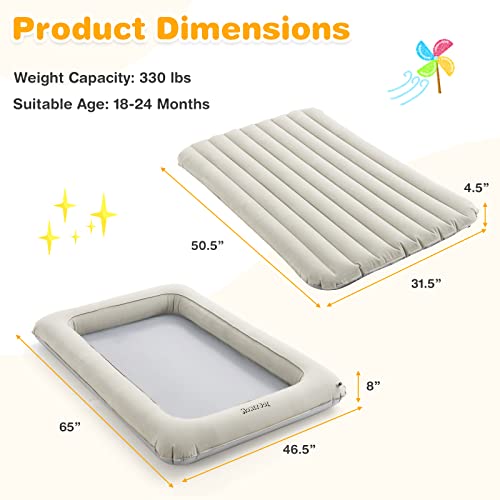 Product Dimensions
Weight Capacity: 330 lbs
Suitable Age: 18-24 Months
4.5”
50.5”
31.5”
8”
65”
46.5”